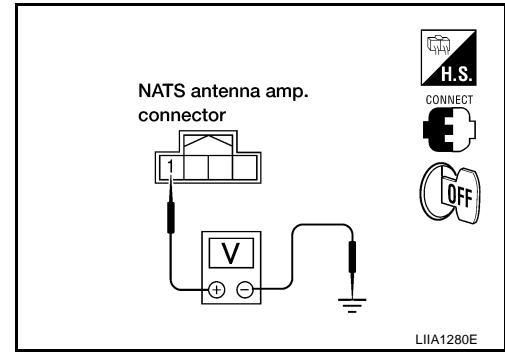 NATS antenna amp.
connector
H.S.
CONNECT
1
OFF
V
+ −
LIIA1280E